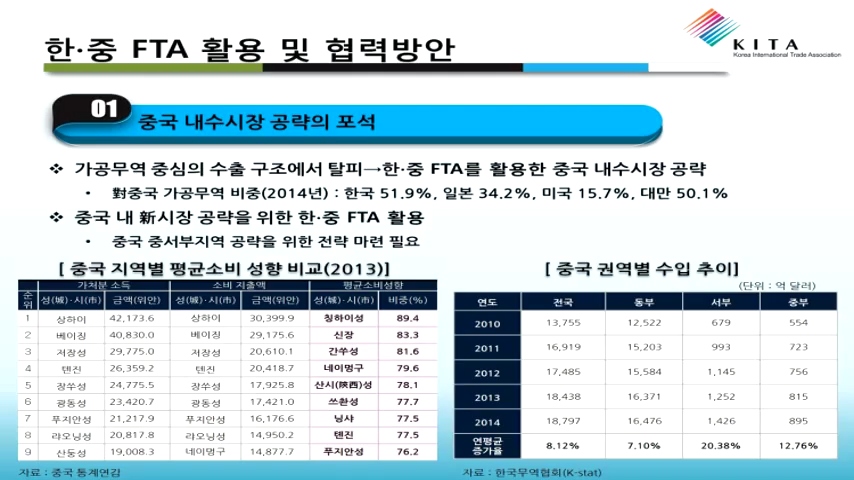 한·중 FTA 활용 및 협력방안
KITA
Korea International Trade Association
01
중국 내수시장 공략의 포석
❖ 가공무역 중심의 수출 구조에서 탈피→한·중 FTA를 활용한 중국 내수시장 공략
• 對중국 가공무역 비중(2014년) : 한국 51.9%, 일본 34.2%, 미국 15.7%, 대만 50.1%
❖ 중국 내 新시장 공략을 위한 한·중 FTA 활용
• 중국 중서부지역 공략을 위한 전략 마련 필요
[ 중국 지역별 평균소비 성향 비교(2013)]
순위 가처분 소득 소비 지출액 평균소비성향
성(城)·시(市) 금액(위안) 성(城)·시(市) 금액(위안) 성(城)·시(市) 비중(%)
1 상하이 42,173.6 상하이 30,399.9 칭하이성 89.4
2 베이징 40,830.0 베이징 29,175.6 신장 83.3
3 저장성 29,775.0 저장성 20,610.1 간쑤성 81.6
4 톈진 26,359.2 톈진 20,418.7 네이멍구 79.6
5 장쑤성 24,775.5 장쑤성 17,925.8 산시(陝西)성 78.1
6 광동성 23,420.7 광동성 17,421.0 쓰촨성 77.7
7 푸지안성 21,217.9 푸지안성 16,176.6 닝샤 77.5
8 랴오닝성 20,817.8 랴오닝성 14,950.2 톈진 77.5
9 산둥성 19,008.3 네이멍구 14,877.7 푸지안성 76.2
자료 : 중국 통계연감
[ 중국 권역별 수입 추이]
(단위 : 억 달러)
연도 전국 동부 서부 중부
2010 13,755 12,522 679 554
2011 16,919 15,203 993 723
2012 17,485 15,584 1,145 756
2013 18,438 16,371 1,252 815
2014 18,797 16,476 1,426 895
연평균 증가율 8.12% 7.10% 20.38% 12.76%
자료 : 한국무역협회(K-stat)